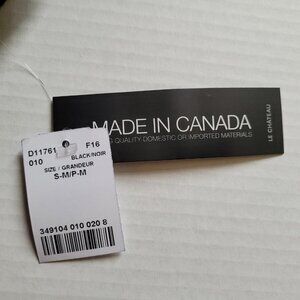 MADE IN CANADA
QUALITY DOMESTIC OR IMPORTED MATERIALS
LE CHÂTEAU
D11761 F16
010 BLACK/NOIR
SIZE / GRANDEUR
S-M/P-M
349104 010 020 8